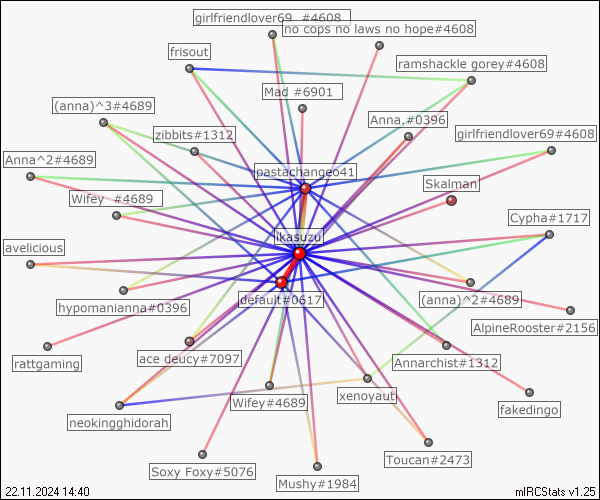 girlfriendlover69__#4608
no cops no laws no hope#4608
frisout
ramshackle gorey#4608
Mad #6901
(anna)^3#4689
Anna.#0396
zibbits#1312
girlfriendlover69#4608
Anna^2#4689
pastachangeo41
Skalman
Wifey_#4689
Cypha#1717
ikasuzu
avelicious
default#0617
(anna)^2#4689
hypomanianna#0396
AlpineRooster#2156
rattgaming
ace deucy#7097
Annarchist#1312
Wifey#4689
xenoyaut
fakedingo
neokingghidorah
Toucan#2473
Soxy Foxy#5076
Mushy#1984
22.11.2024 14:40
mIRCStats v1.25